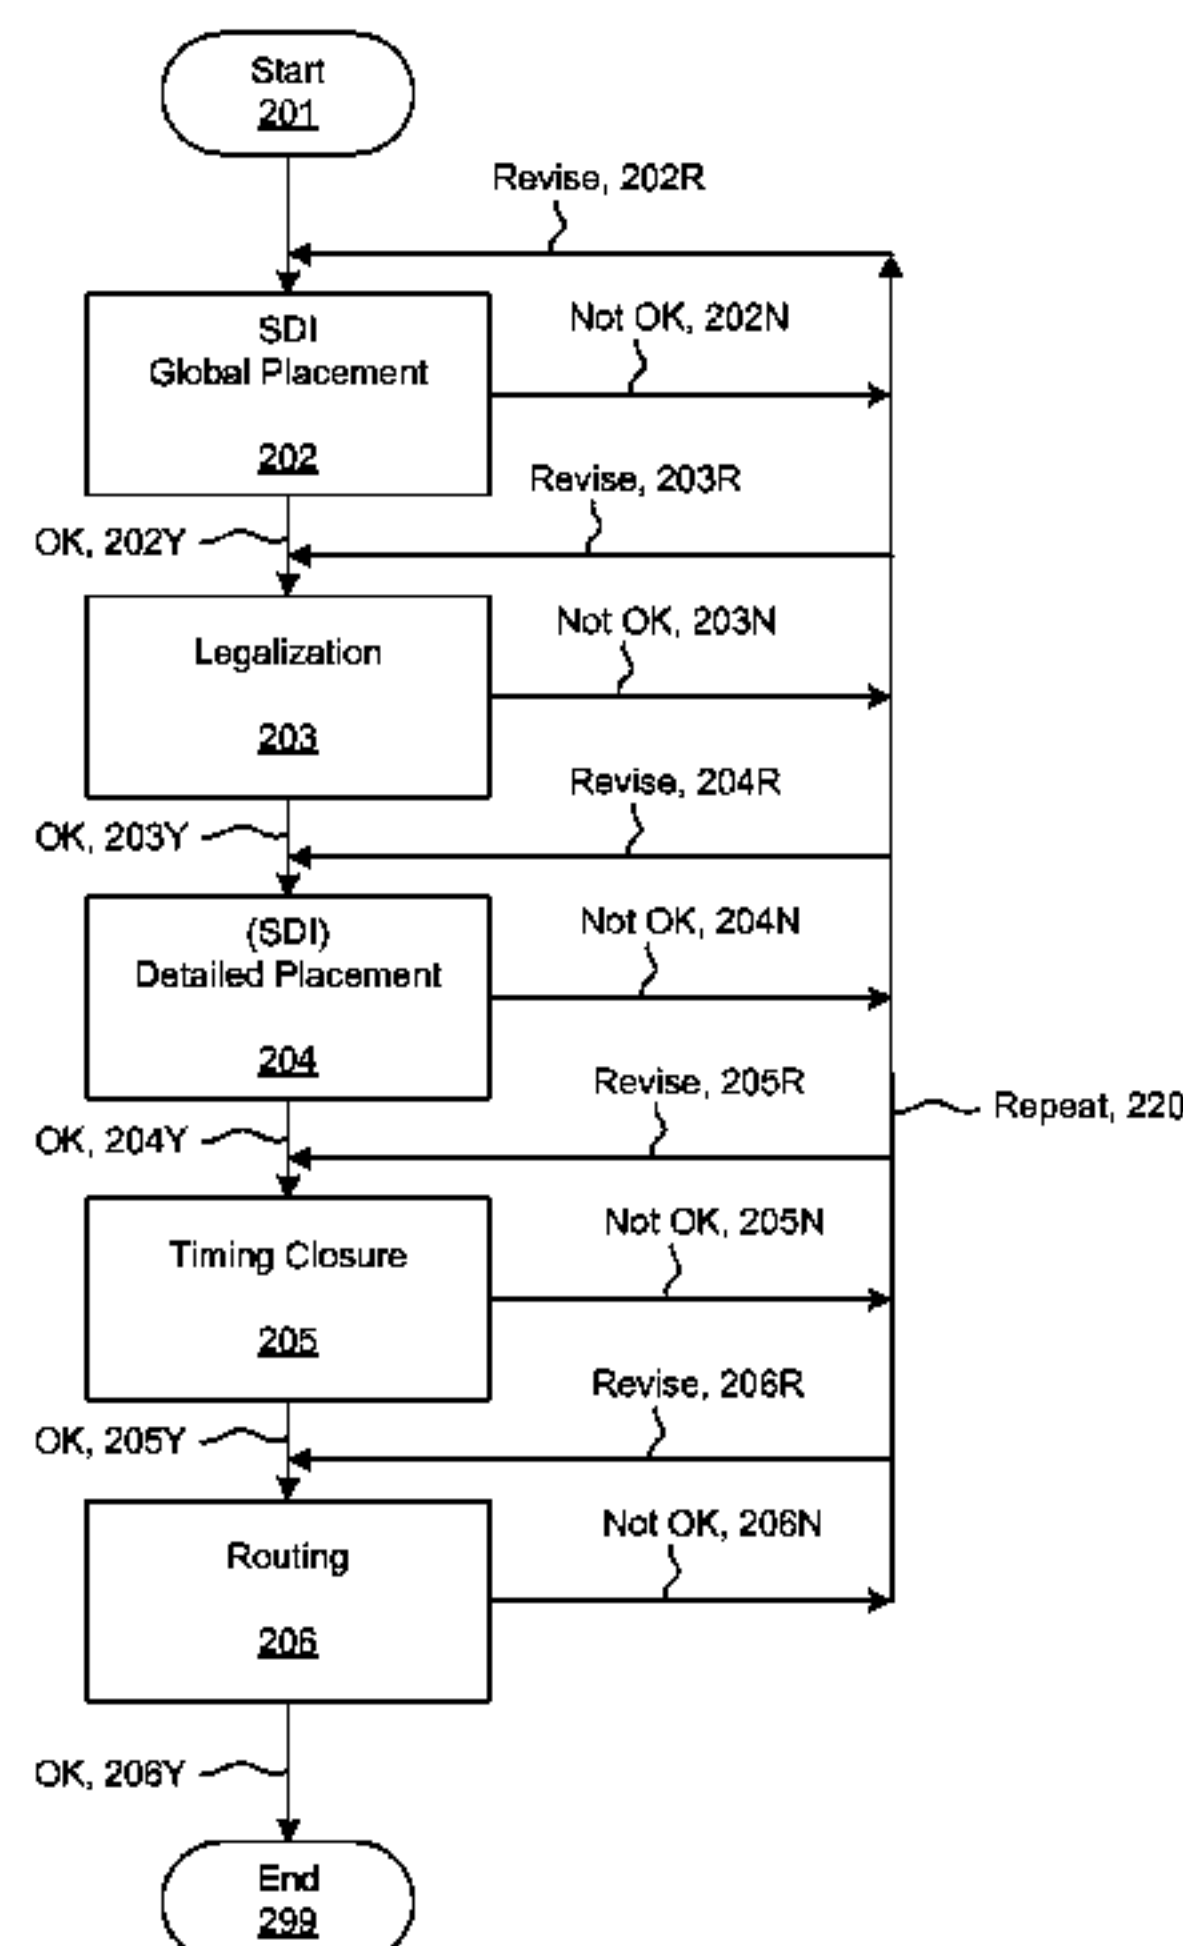 Start
201
Revise, 202R
SDI
Global Placement
202
Not OK, 202N
Revise, 203R
OK, 202Y
Legalization
203
Not OK, 203N
Revise, 204R
OK, 203Y
(SDI)
Detailed Placement
204
Not OK, 204N
Revise, 205R
Repeat, 220
OK, 204Y
Timing Closure
205
Not OK, 205N
Revise, 206R
OK, 205Y
Routing
206
Not OK, 206N
OK, 206Y
End
299